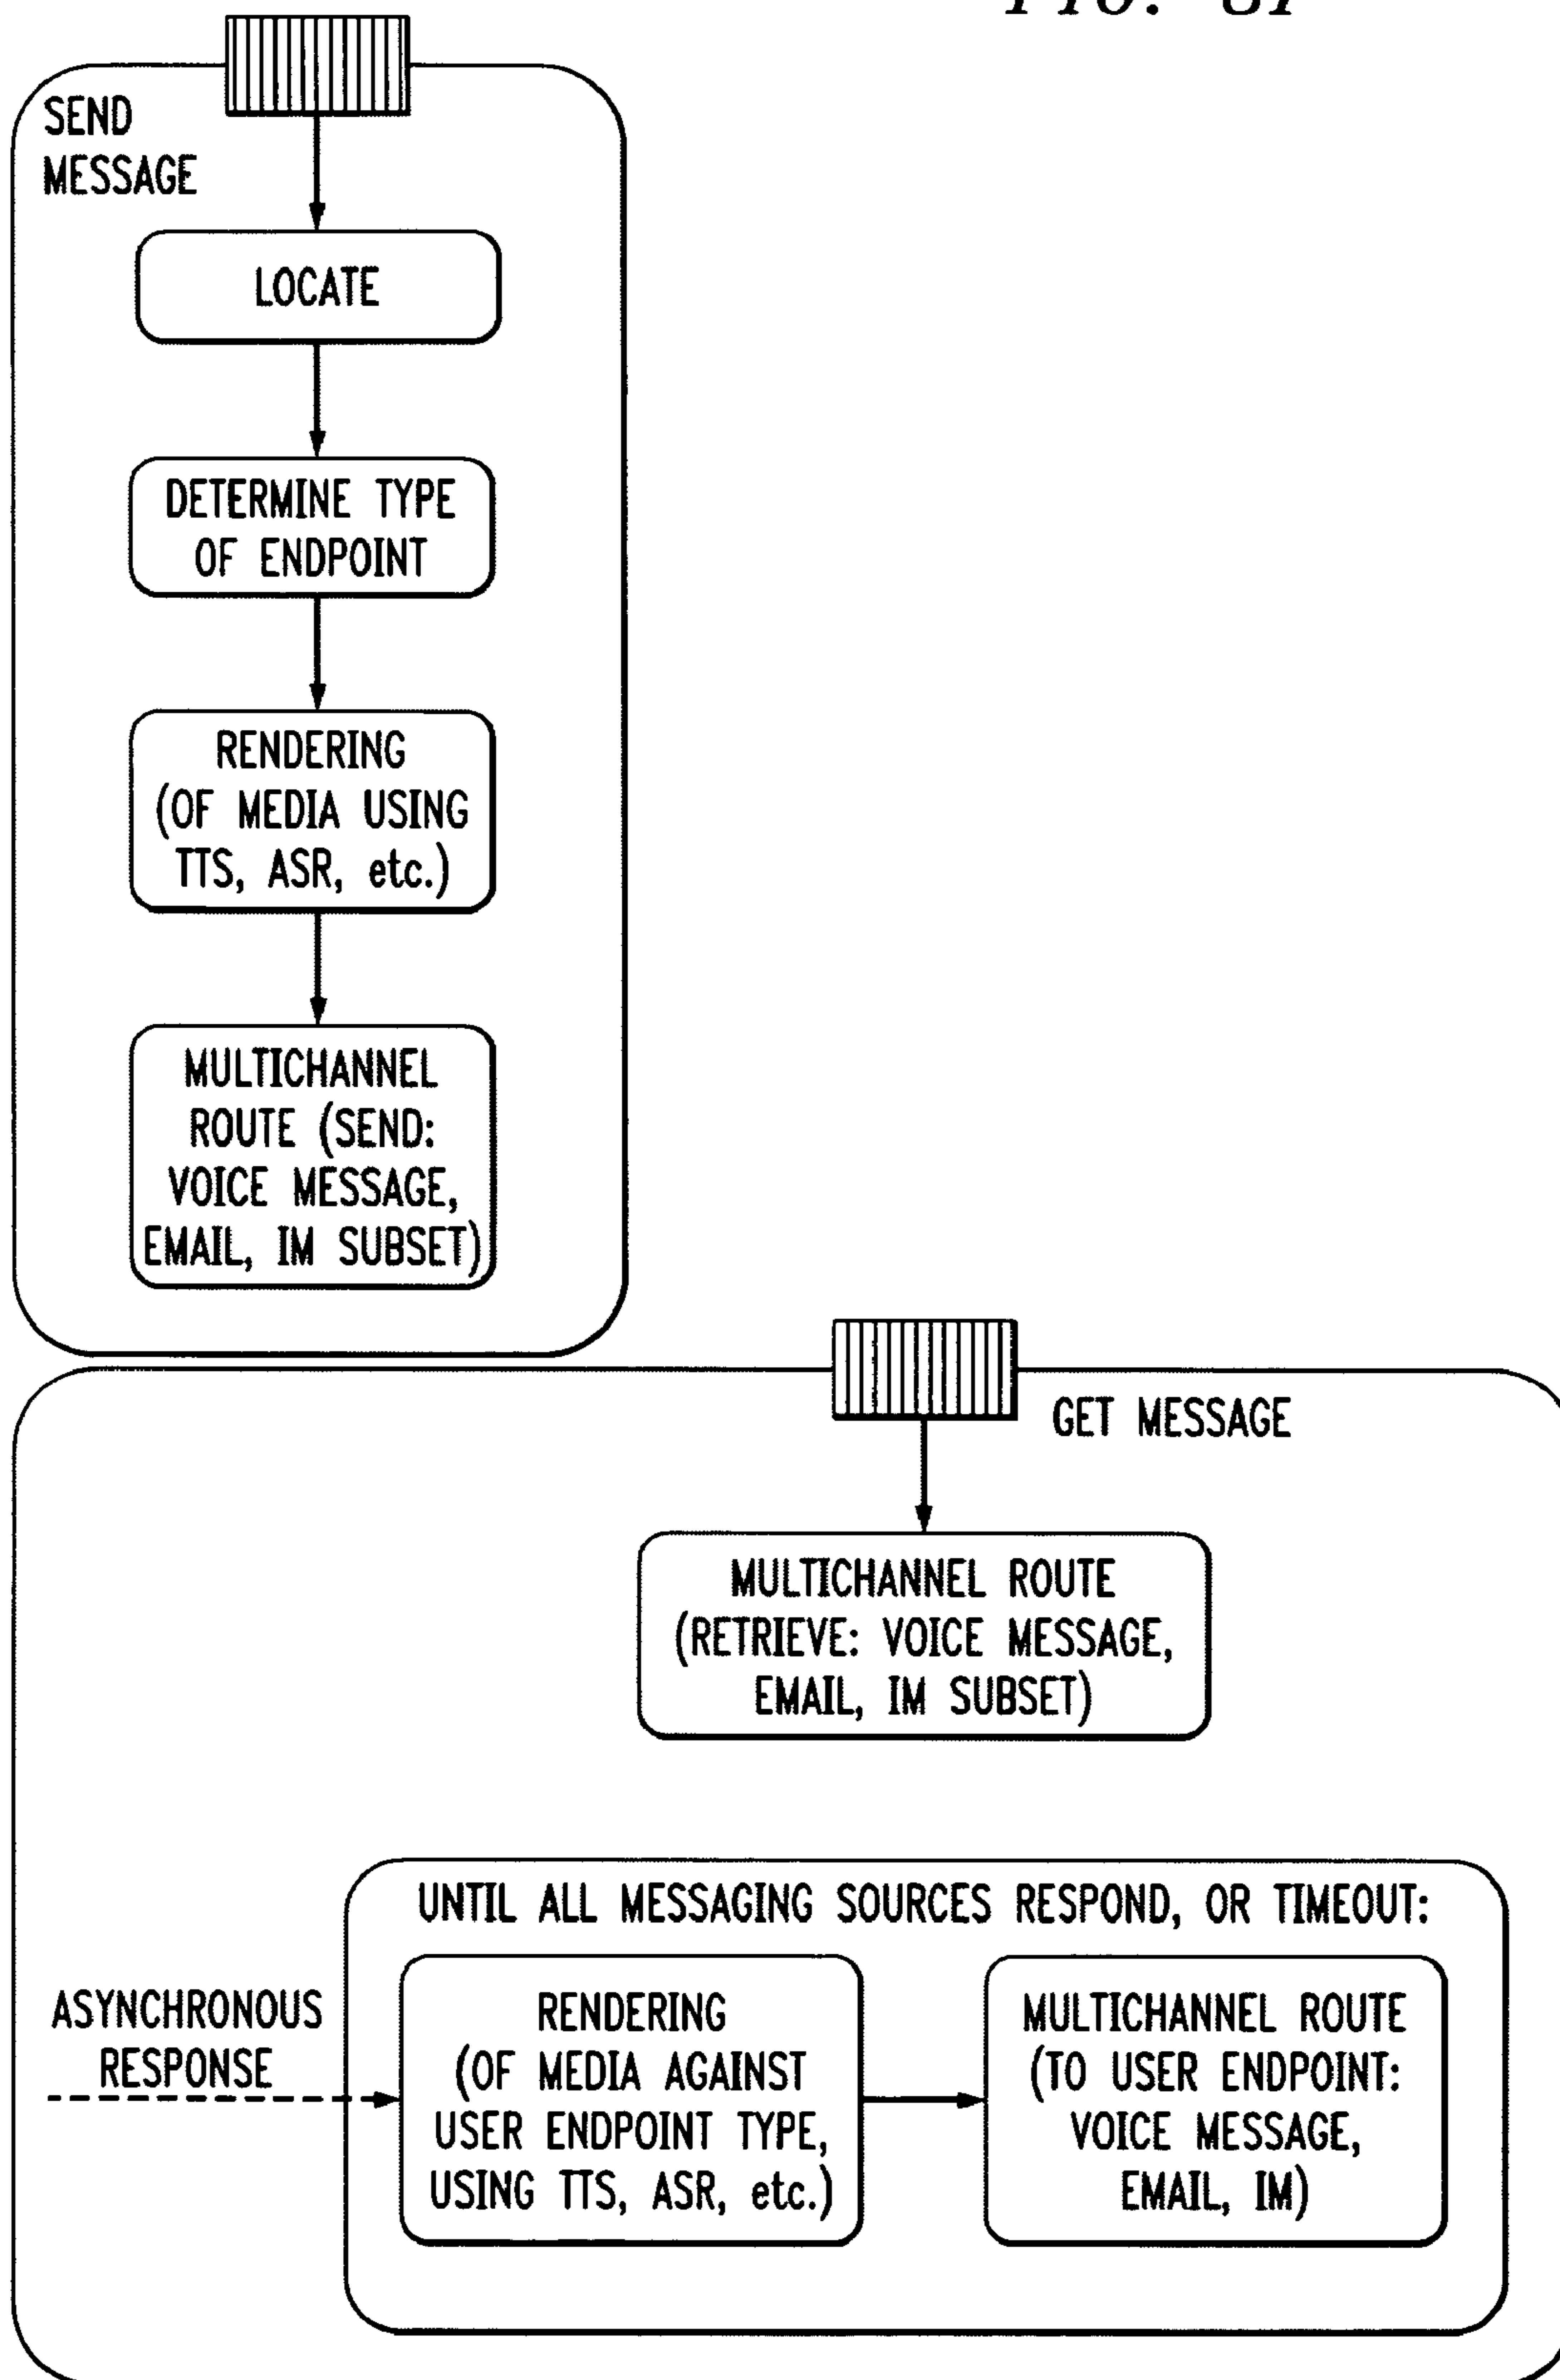 SEND
MESSAGE
LOCATE
DETERMINE TYPE
OF ENDPOINT
RENDERING
(OF MEDIA USING
TTS, ASR, etc.)
MULTICHANNEL
ROUTE (SEND:
VOICE MESSAGE,
EMAIL, IM SUBSET)
GET MESSAGE
MULTICHANNEL ROUTE
(RETRIEVE: VOICE MESSAGE,
EMAIL, IM SUBSET)
UNTIL ALL MESSAGING SOURCES RESPOND, OR TIMEOUT:
ASYNCHRONOUS
RESPONSE
RENDERING
(OF MEDIA AGAINST
USER ENDPOINT TYPE,
USING TTS, ASR, etc.)
MULTICHANNEL ROUTE
(TO USER ENDPOINT:
VOICE MESSAGE,
EMAIL, IM)